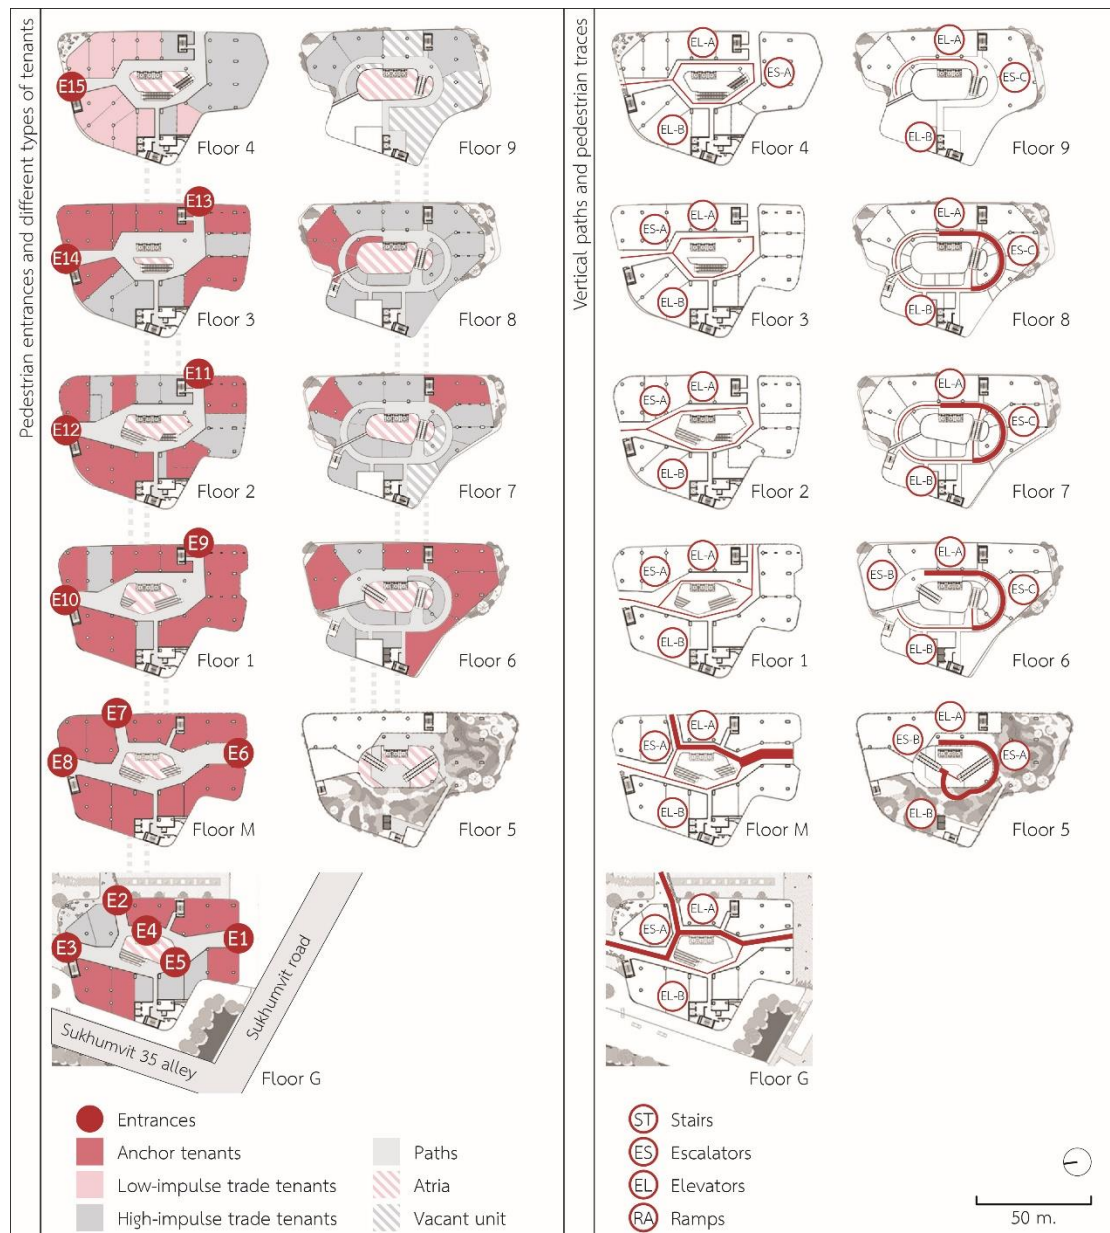 Pedestrian entrances and different types of tenants
E15
Floor 4
Floor 9
E13
E14
Floor 3
Floor 8
E11
E12
Floor 2
Floor 7
E9
E10
Floor 1
Floor 6
E7
E8
E6
Floor M
Floor 5
E2
E4
E1
E3
E5
Sukhumvit road
Sukhumvit 35 alley
Floor G
Entrances
Anchor tenants
Low-impulse trade tenants
High-impulse trade tenants
Paths
Atria
Vacant unit
Vertical paths and pedestrian traces
EL-A
ES-A
EL-B
Floor 4
EL-A
ES-C
EL-B
Floor 9
EL-A
ES-A
EL-B
Floor 3
EL-A
ES-C
EL-B
Floor 8
EL-A
ES-A
EL-B
Floor 2
EL-A
ES-C
EL-B
Floor 7
EL-A
ES-A
EL-B
Floor 1
EL-A
ES-B
ES-C
EL-B
Floor 6
EL-A
ES-A
EL-B
Floor M
EL-A
ES-B
ES-A
EL-B
Floor 5
EL-A
ES-A
EL-B
Floor G
ST Stairs
ES Escalators
EL Elevators
RA Ramps
50 m.